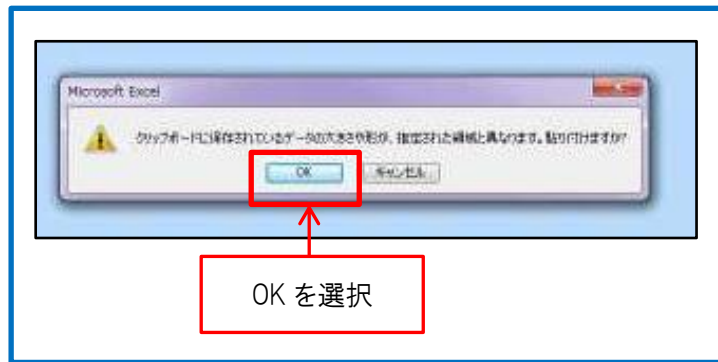 Microsoft Excel
クリップボードに保存されているデータの大きさや形が、指定された領域と異なります。貼り付けますか?
OK
キャンセル
OK を選択